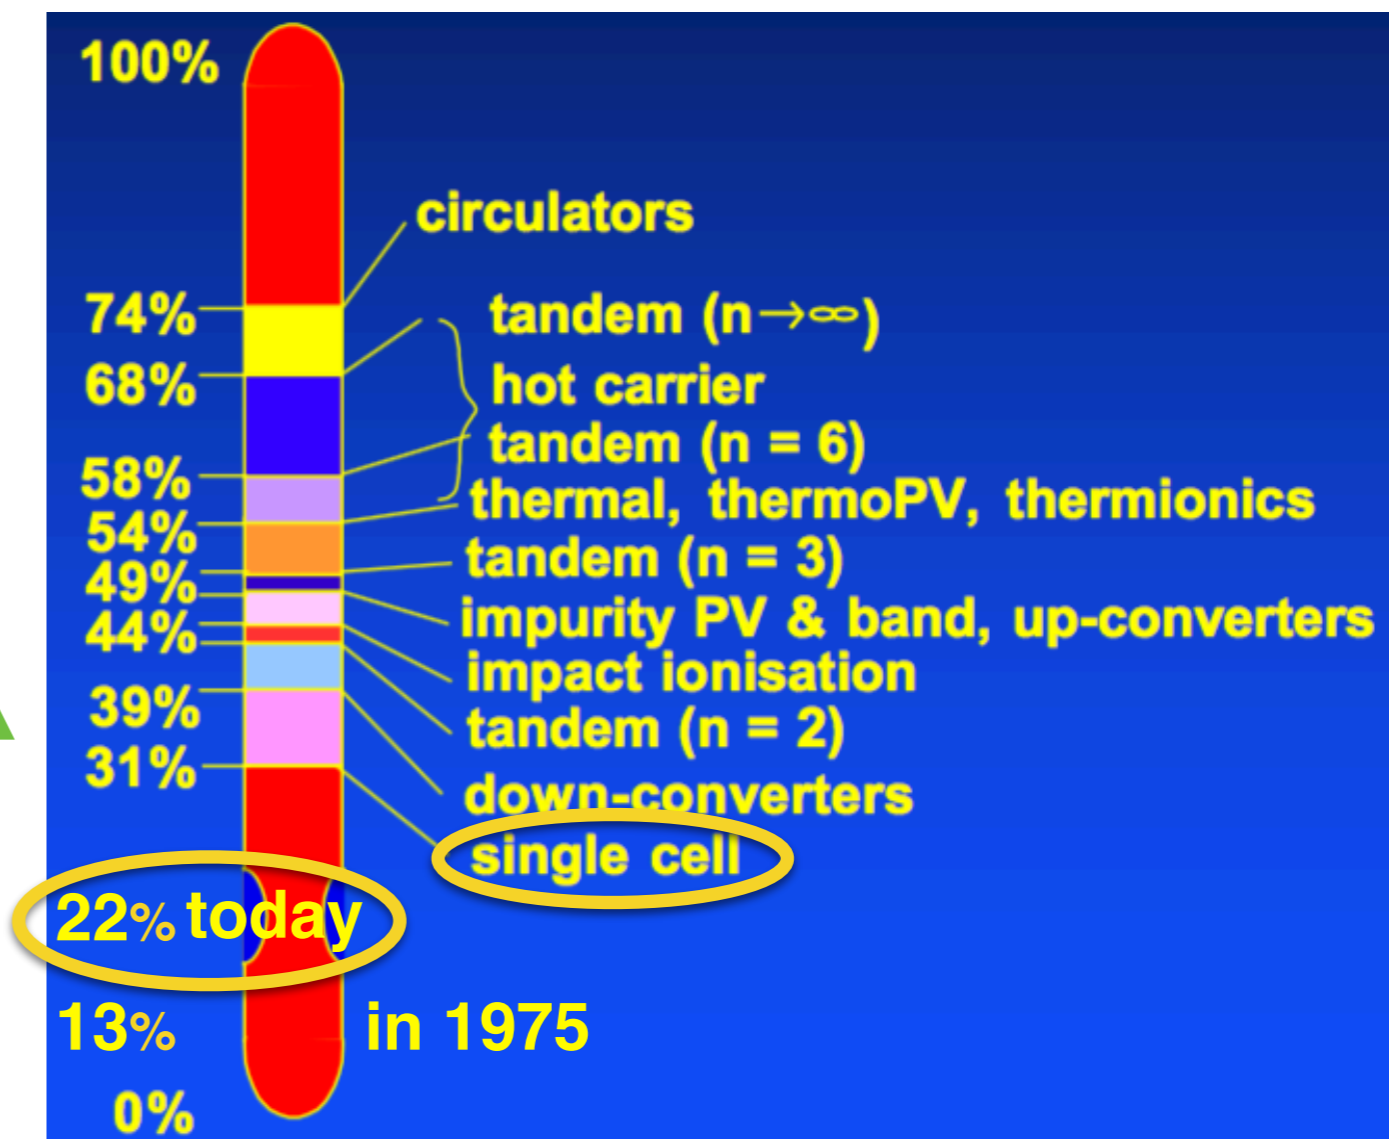 100%
circulators
74%
tandem (n→∞)
68%
hot carrier
tandem (n = 6)
58%
thermal, thermoPV, thermionics
54%
tandem (n = 3)
49%
impurity PV & band, up-converters
44%
impact ionisation
tandem (n = 2)
39%
31%
down-converters
single cell
22% today
13% in 1975
0%